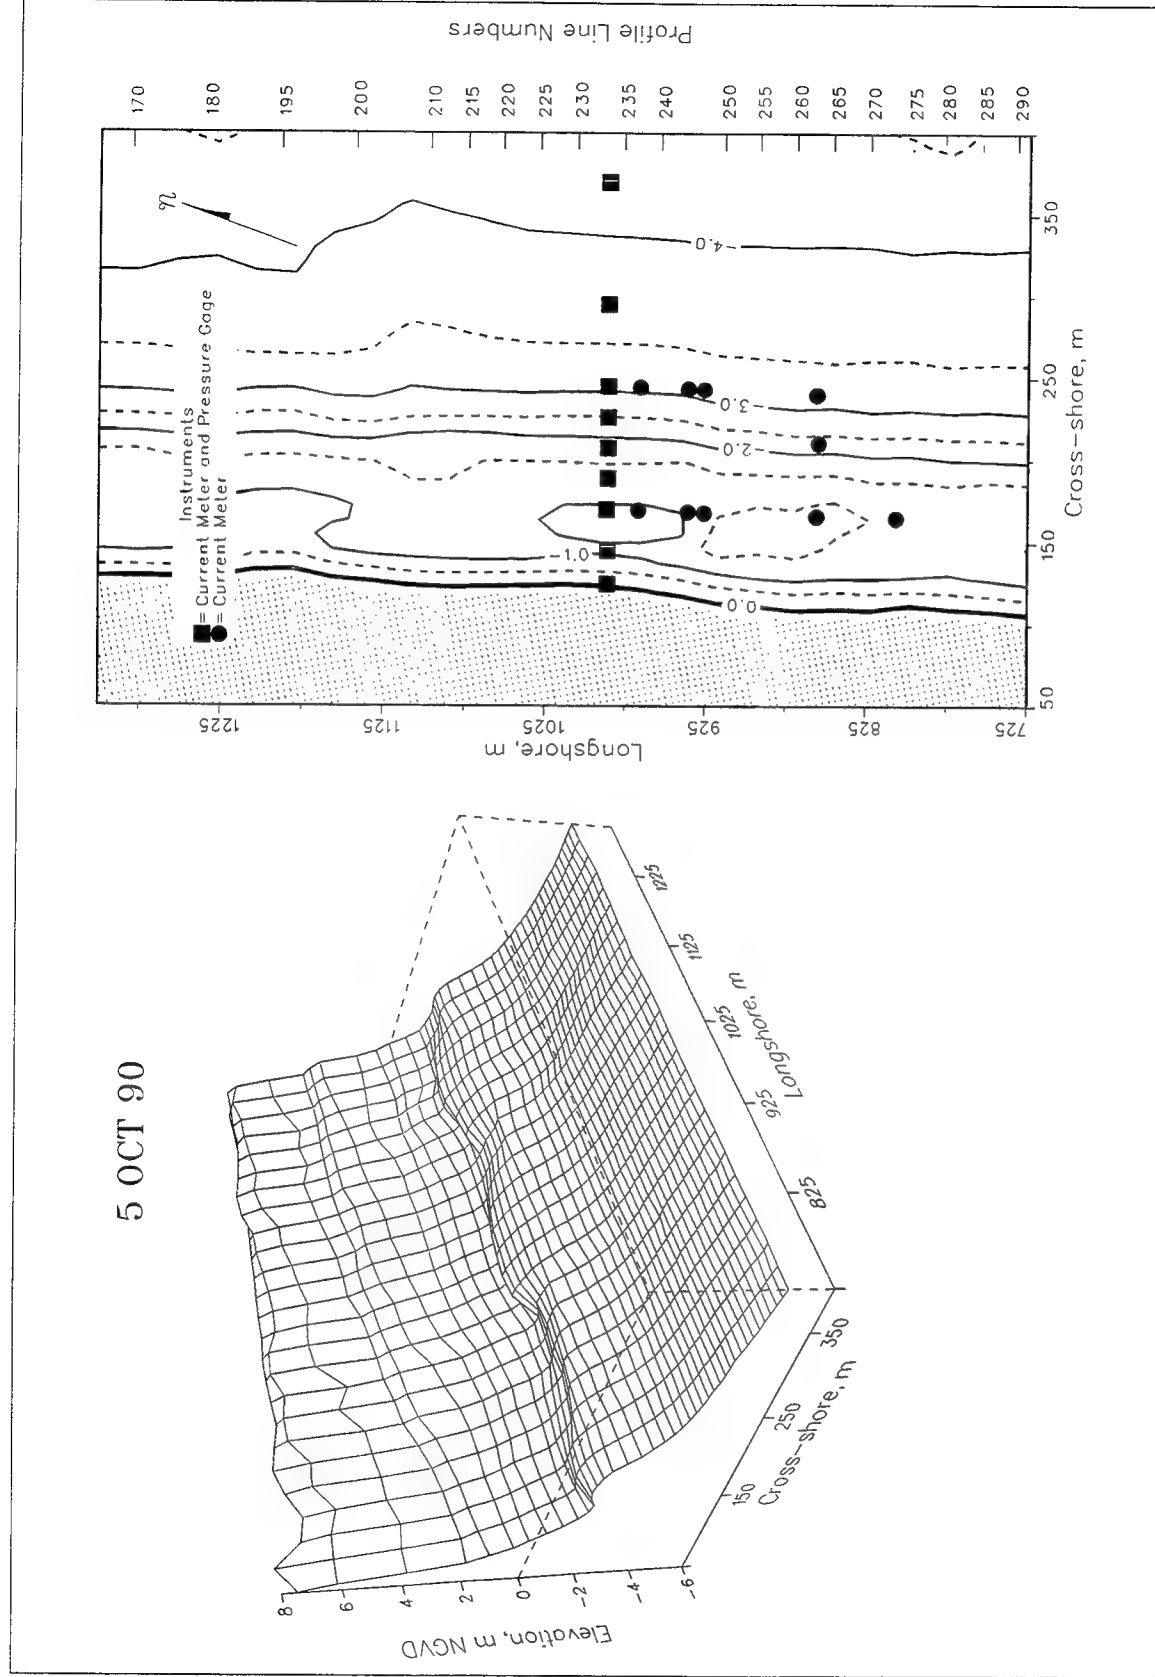 5 OCT 90
Profile Line Numbers
170 180 195 200 210 215 220 225 230 235 240 250 255 260 265 270 275 280 285 290
n
Instruments
= Current Meter and Pressure Gage
= Current Meter
-4.0
-3.0
-2.0
-1.0
0.0
350
250
150
50
Cross-shore, m
1225 1125 1025 925 825 725
Longshore, m
8
6
4
2
0
-2
-4
-6
Elevation, m NGVD
150 250 350
Cross-shore, m
825 925 1025 1125 1225
Longshore, m